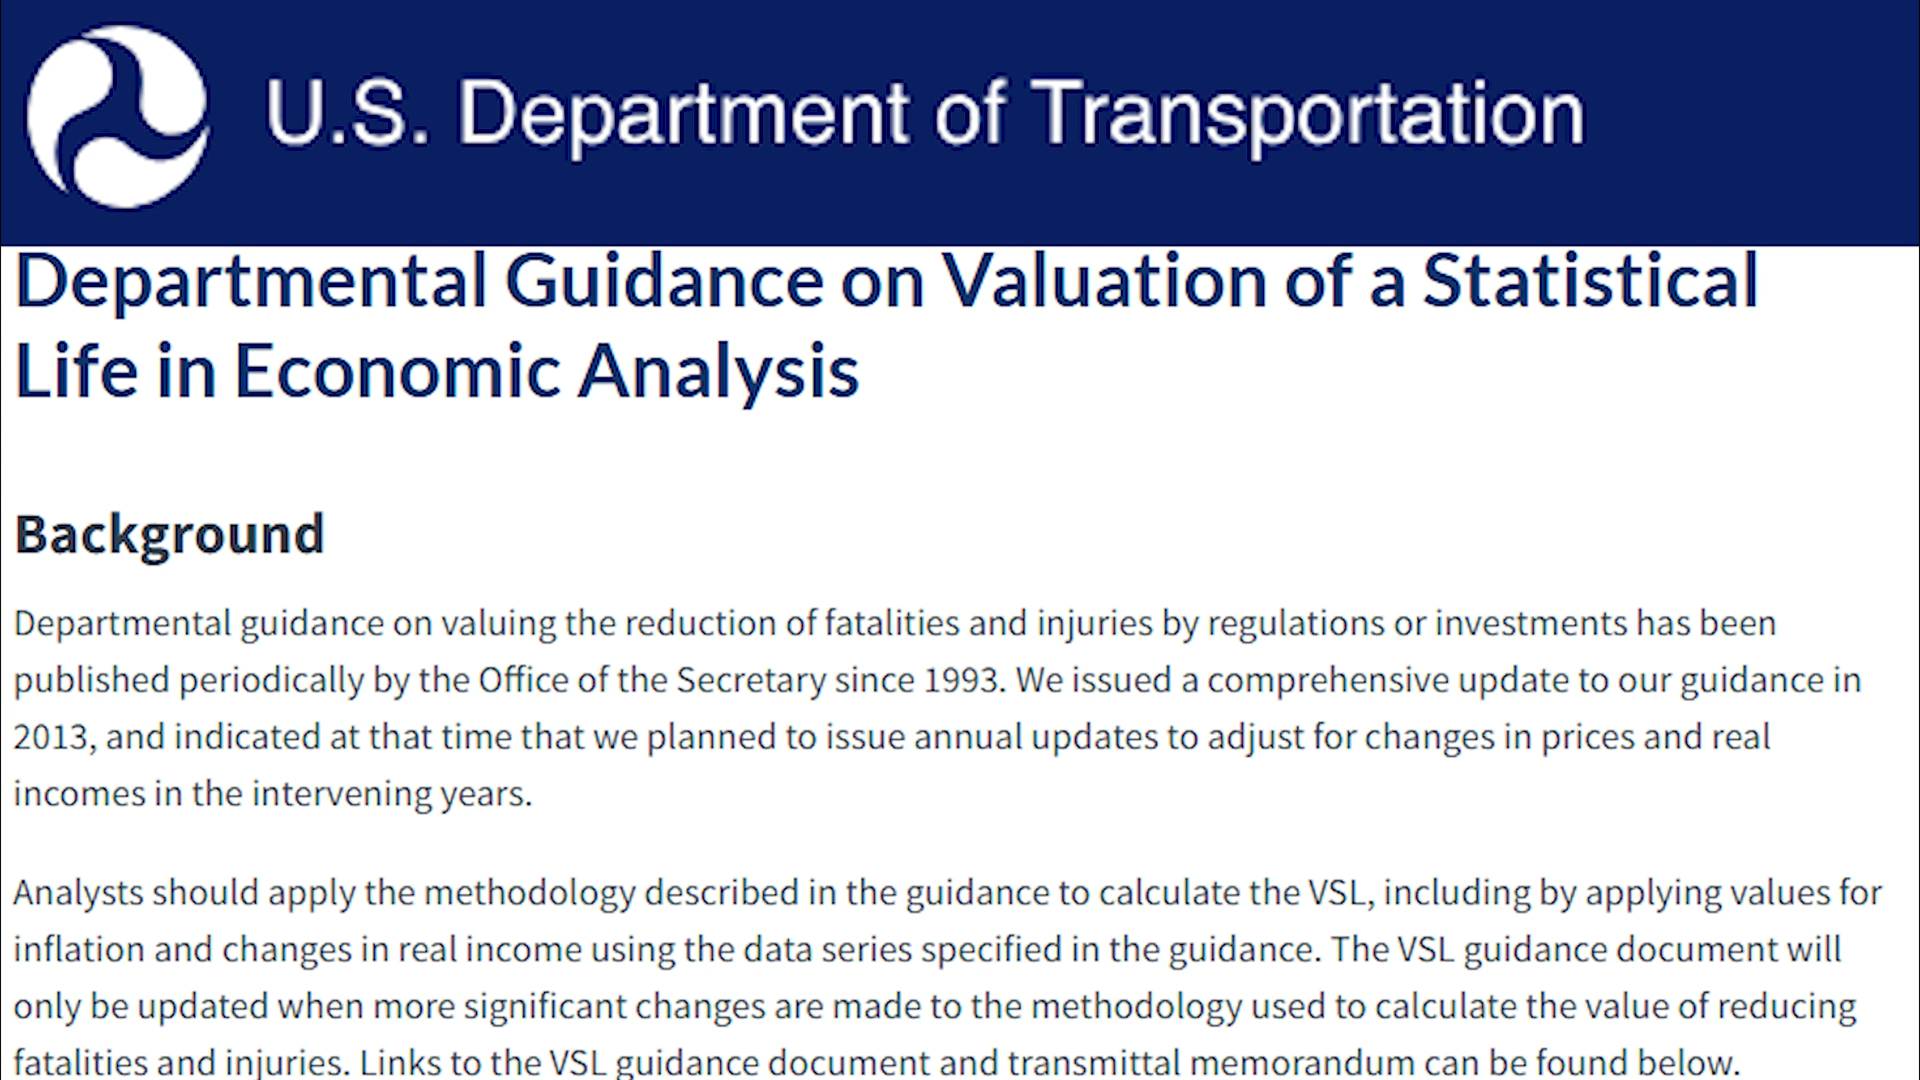 U.S. Department of Transportation
Departmental Guidance on Valuation of a Statistical
Life in Economic Analysis
Background
Departmental guidance on valuing the reduction of fatalities and injuries by regulations or investments has been
published periodically by the Office of the Secretary since 1993. We issued a comprehensive update to our guidance in
2013, and indicated at that time that we planned to issue annual updates to adjust for changes in prices and real
incomes in the intervening years.
Analysts should apply the methodology described in the guidance to calculate the VSL, including by applying values for
inflation and changes in real income using the data series specified in the guidance. The VSL guidance document will
only be updated when more significant changes are made to the methodology used to calculate the value of reducing
fatalities and injuries. Links to the VSL guidance document and transmittal memorandum can be found below.